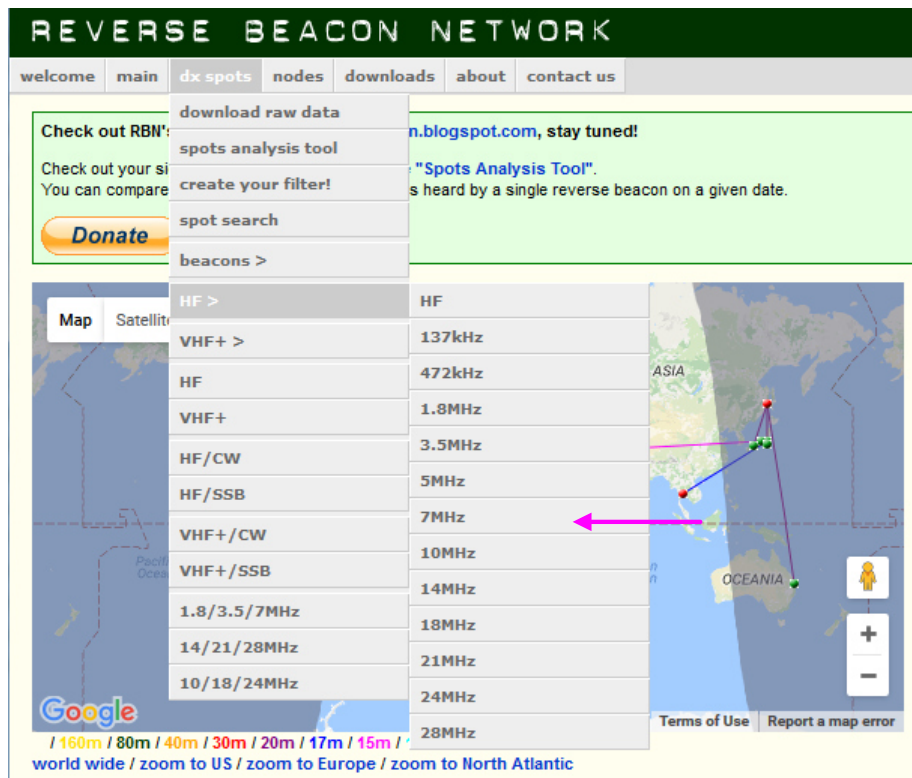 REVERSE BEACON NETWORK
welcome main dx spots nodes downloads about contact us
download raw data
spots analysis tool
create your filter!
spot search
beacons >
HF >
VHF+ >
HF
VHF+
HF/CW
HF/SSB
VHF+/CW
VHF+/SSB
1.8/3.5/7MHz
14/21/28MHz
10/18/24MHz
HF
137kHz
472kHz
1.8MHz
3.5MHz
5MHz
7MHz
10MHz
14MHz
18MHz
21MHz
24MHz
28MHz
Check out RBN's n.blogspot.com, stay tuned!
Check out your si "Spots Analysis Tool".
You can compare s heard by a single reverse beacon on a given date.
Donate
Map Satellite
ASIA
Pacif
Ocea
OCEANIA
+
−
Google
Terms of Use Report a map error
/ 160m / 80m / 40m / 30m / 20m / 17m / 15m /
world wide / zoom to US / zoom to Europe / zoom to North Atlantic